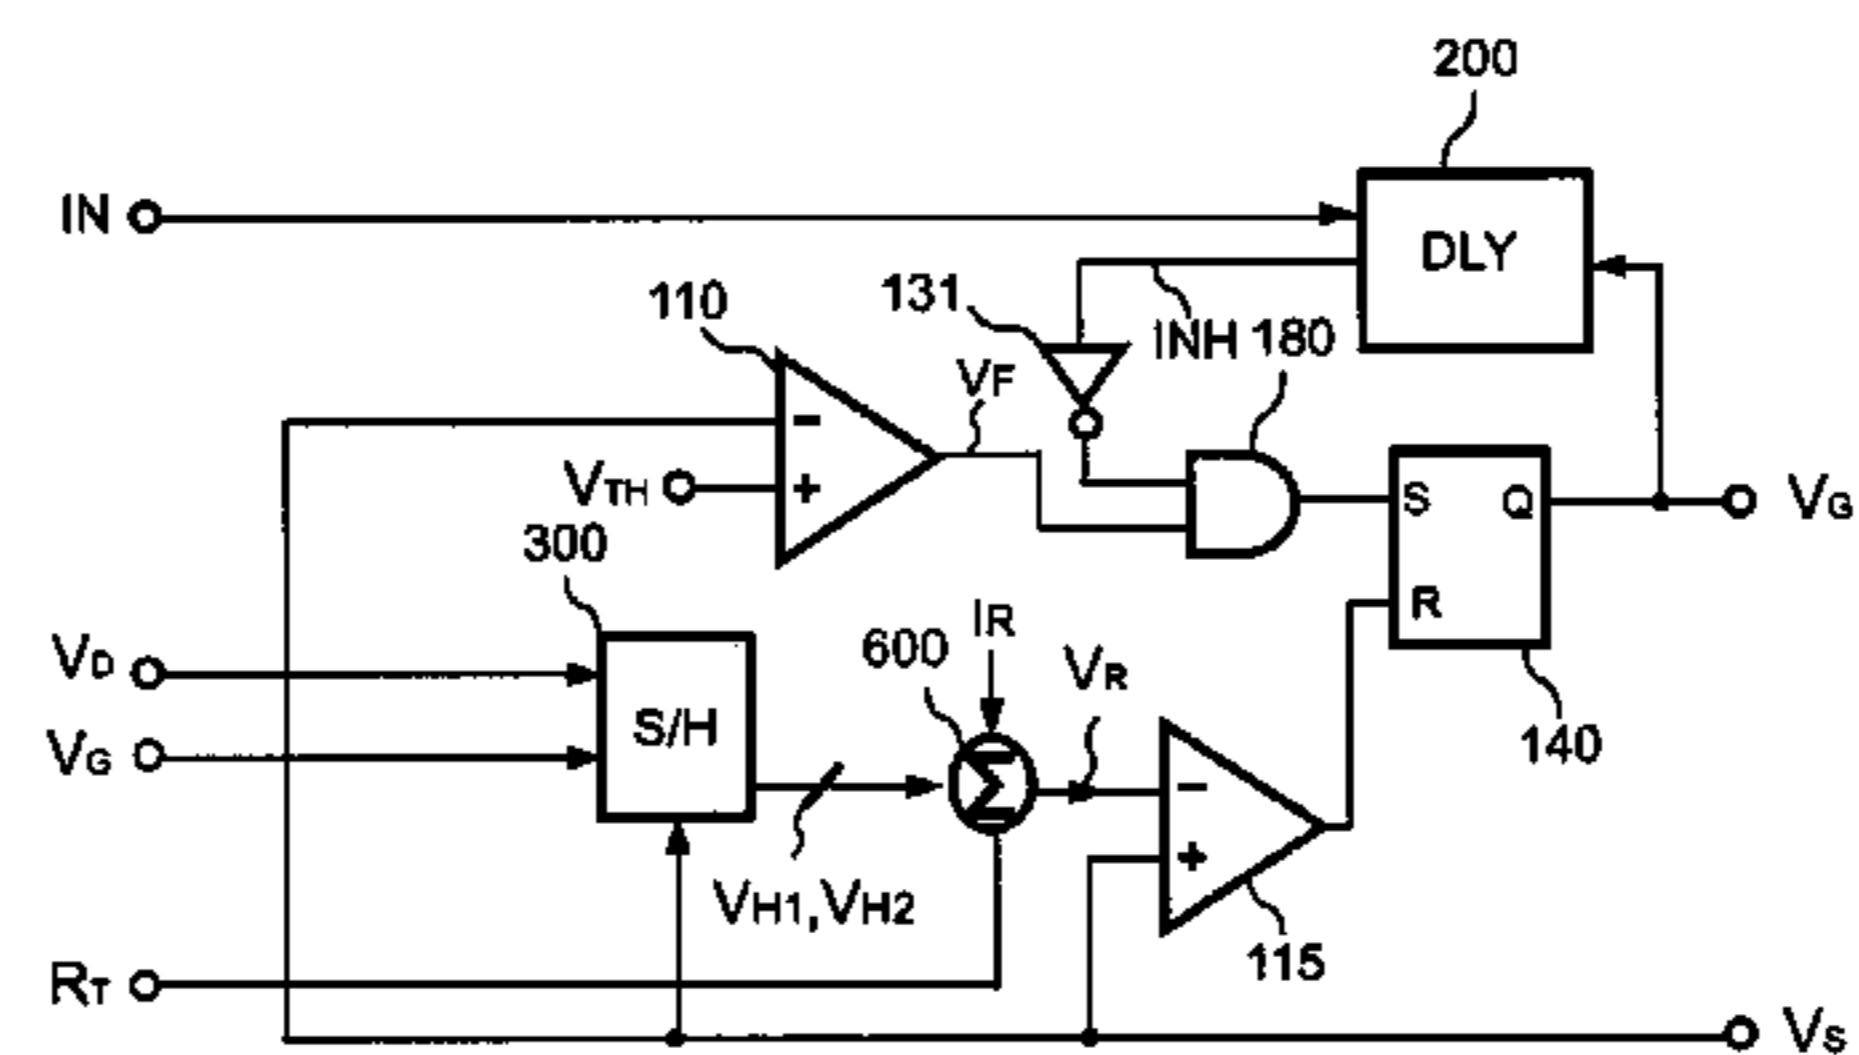 200
IN
DLY
110
131
INH
180
VF
-
VTH
+
S
Q
VG
300
IR
R
600
VR
VD
S/H
VG
Σ
-
140
+
VH1, VH2
115
RT
VS